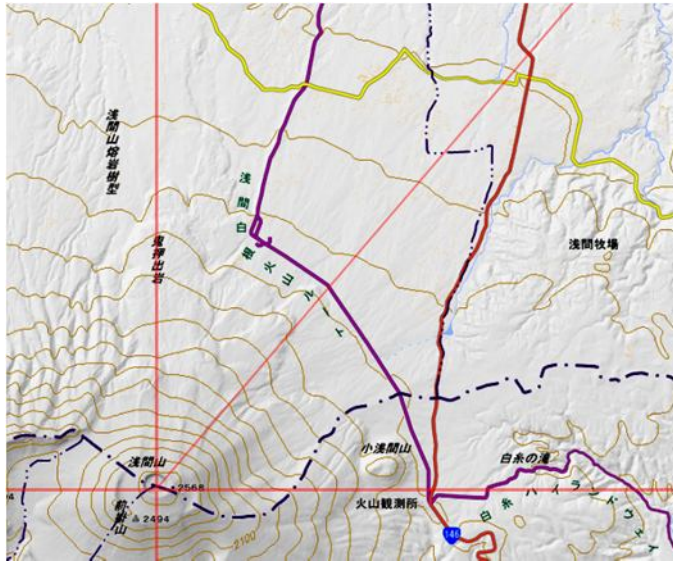 浅間山熔岩樹型
鬼押出岩
浅間白根火山ルート
浅間牧場
小浅間山
白糸の滝
浅間山
2568
前掛山
2494
火山観測所
146
白糸ハイランドウェイ
2100